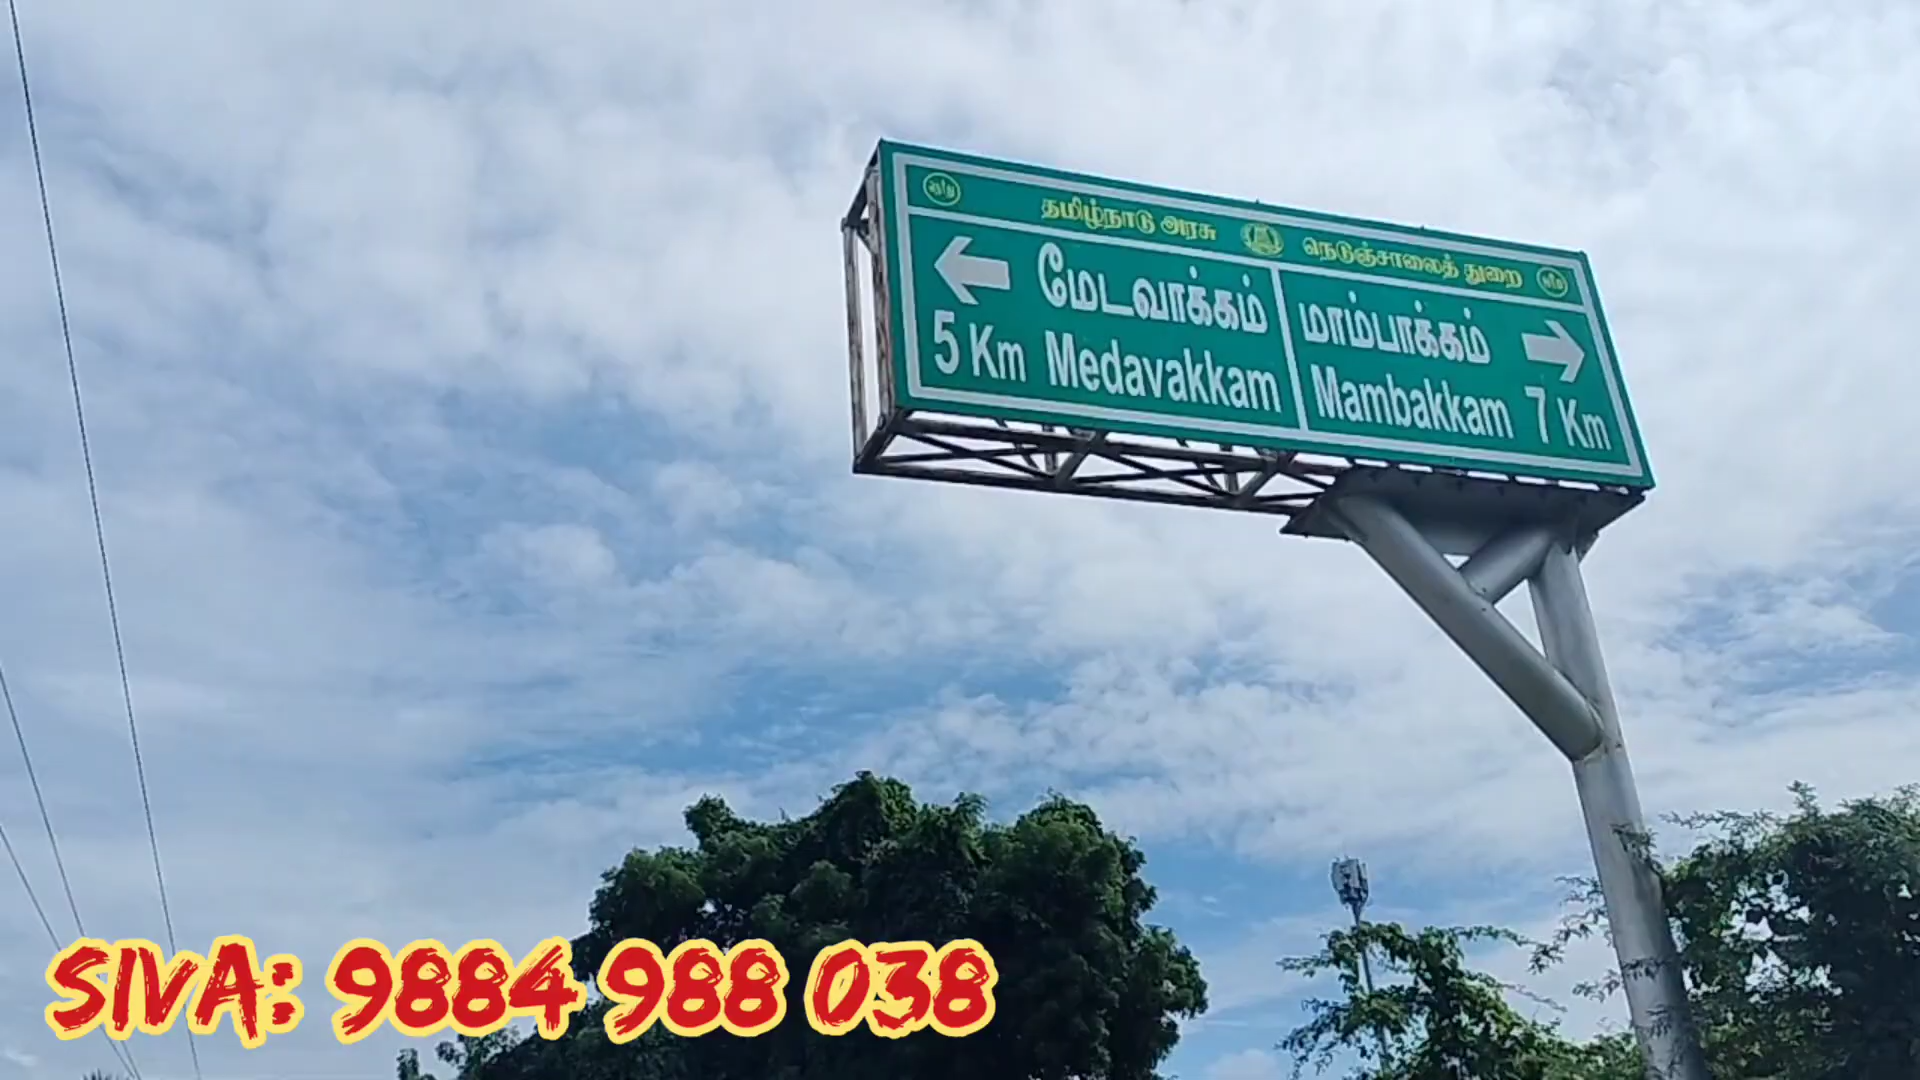 தமிழ்நாடு அரசு நெடுஞ்சாலைத் துறை
மேடவாக்கம்
5 Km Medavakkam
மாம்பாக்கம்
Mambakkam 7 Km
SIVA: 9884 988 038